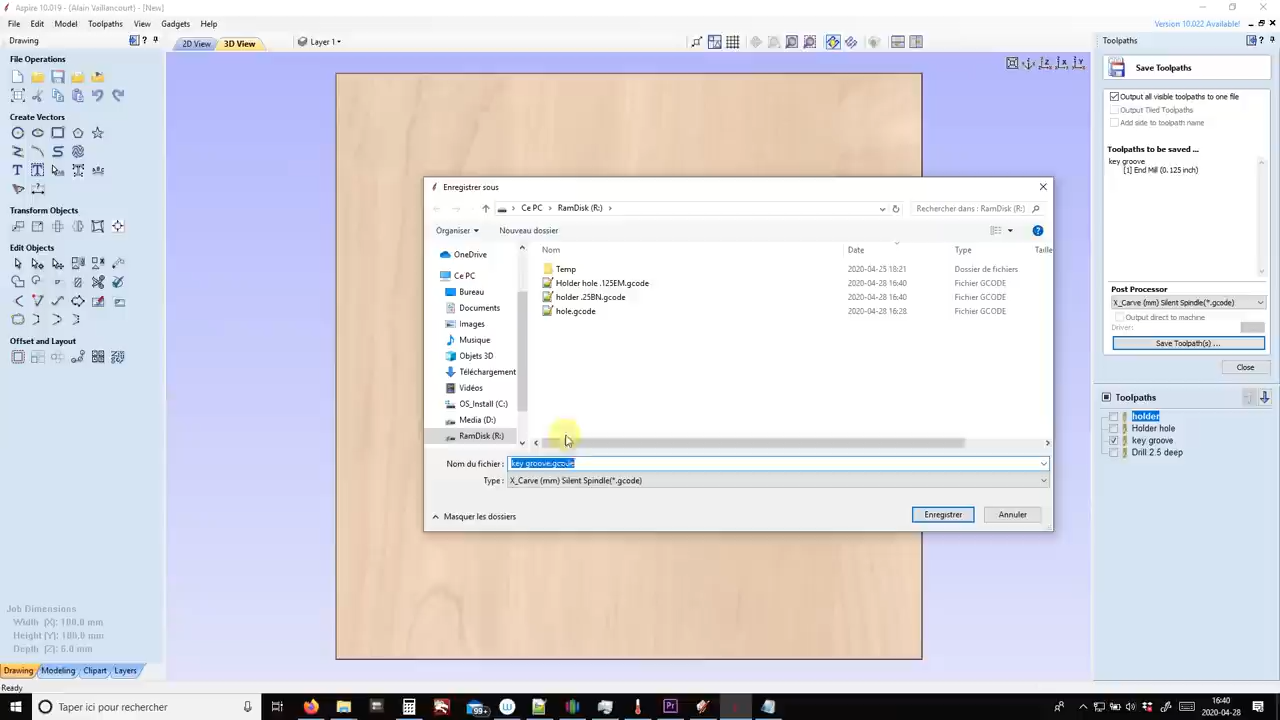 Aspire 10.019 - (Alain Vaillancourt) - [New]
File Edit Model Toolpaths View Gadgets Help
Version 10.022 Available!
Drawing
2D View 3D View Layer 1
Toolpaths
File Operations
Create Vectors
Transform Objects
Edit Objects
Offset and Layout
Job Dimensions
Width (X): 100.0 mm
Height (Y): 100.0 mm
Depth (Z): 6.0 mm
Drawing Modeling Clipart Layers
Ready
Enregistrer sous
Ce PC > RamDisk (R:) >
Rechercher dans : RamDisk (R:)
Organiser Nouveau dossier
OneDrive
Ce PC
Bureau
Documents
Images
Musique
Objets 3D
Téléchargement
Vidéos
OS_Install (C:)
Media (D:)
RamDisk (R:)
Nom Date Type Taille
Temp 2020-04-25 18:21 Dossier de fichiers
Holder hole .125EM.gcode 2020-04-28 16:40 Fichier GCODE
holder .25BN.gcode 2020-04-28 16:40 Fichier GCODE
hole.gcode 2020-04-28 16:28 Fichier GCODE
Nom du fichier : key groove.gcode
Type : X_Carve (mm) Silent Spindle(*.gcode)
Masquer les dossiers
Enregistrer Annuler
Save Toolpaths
Output all visible toolpaths to one file
Output Tiled Toolpaths
Add side to toolpath name
Toolpaths to be saved ...
key groove
[1] End Mill (0.125 inch)
Post Processor
X_Carve (mm) Silent Spindle(*.gcode)
Output direct to machine
Driver:
Save Toolpath(s) ...
Close
Toolpaths
holder
Holder hole
key groove
Drill 2.5 deep
Taper ici pour rechercher
99+
Pr
16:40
2020-04-28